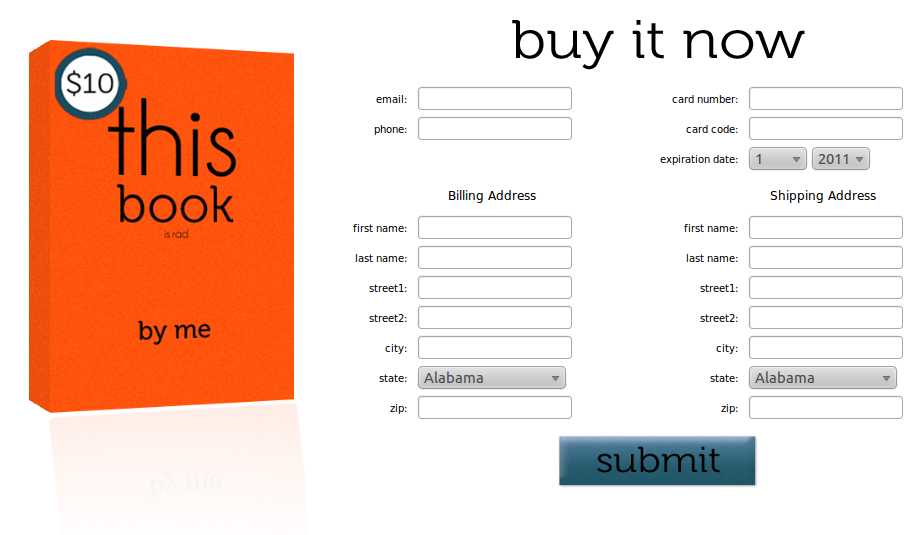 $10
this
book
is rad
by me
by me
buy it now
email:
phone:
card number:
card code:
expiration date: 1 2011
Billing Address
first name:
last name:
street1:
street2:
city:
state: Alabama
zip:
Shipping Address
first name:
last name:
street1:
street2:
city:
state: Alabama
zip:
submit